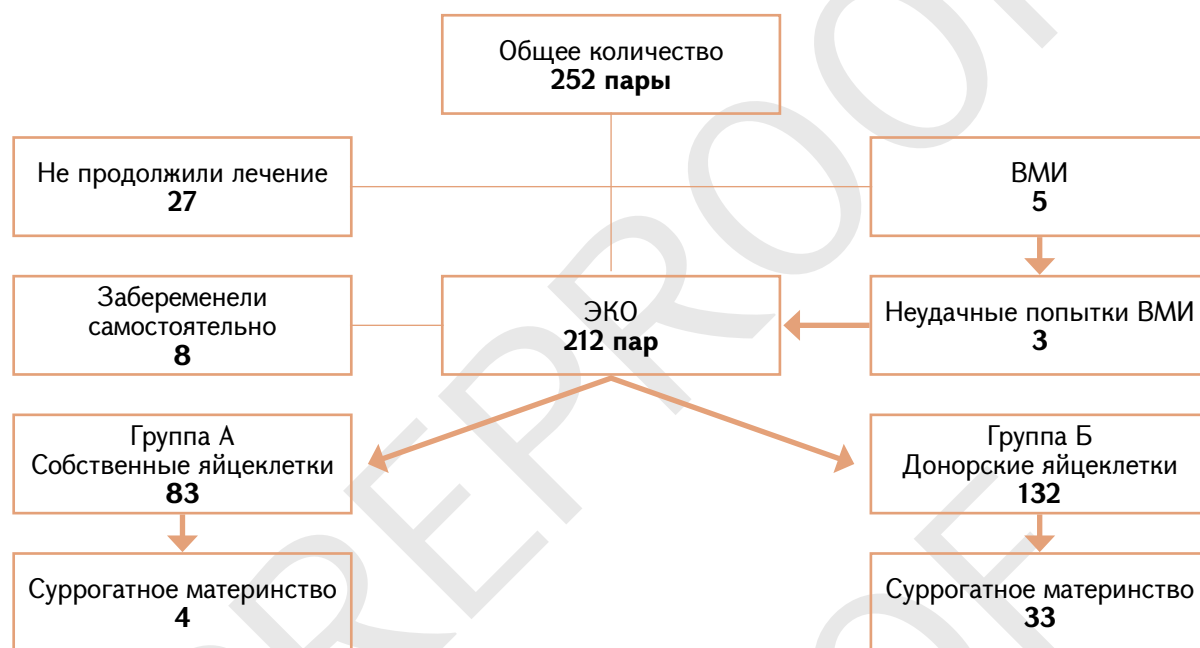 Общее количество
252 пары
Не продолжили лечение
27
ВМИ
5
Забеременели
самостоятельно
8
ЭКО
212 пар
Неудачные попытки ВМИ
3
Группа А
Собственные яйцеклетки
83
Группа Б
Донорские яйцеклетки
132
Суррогатное материнство
4
Суррогатное материнство
33